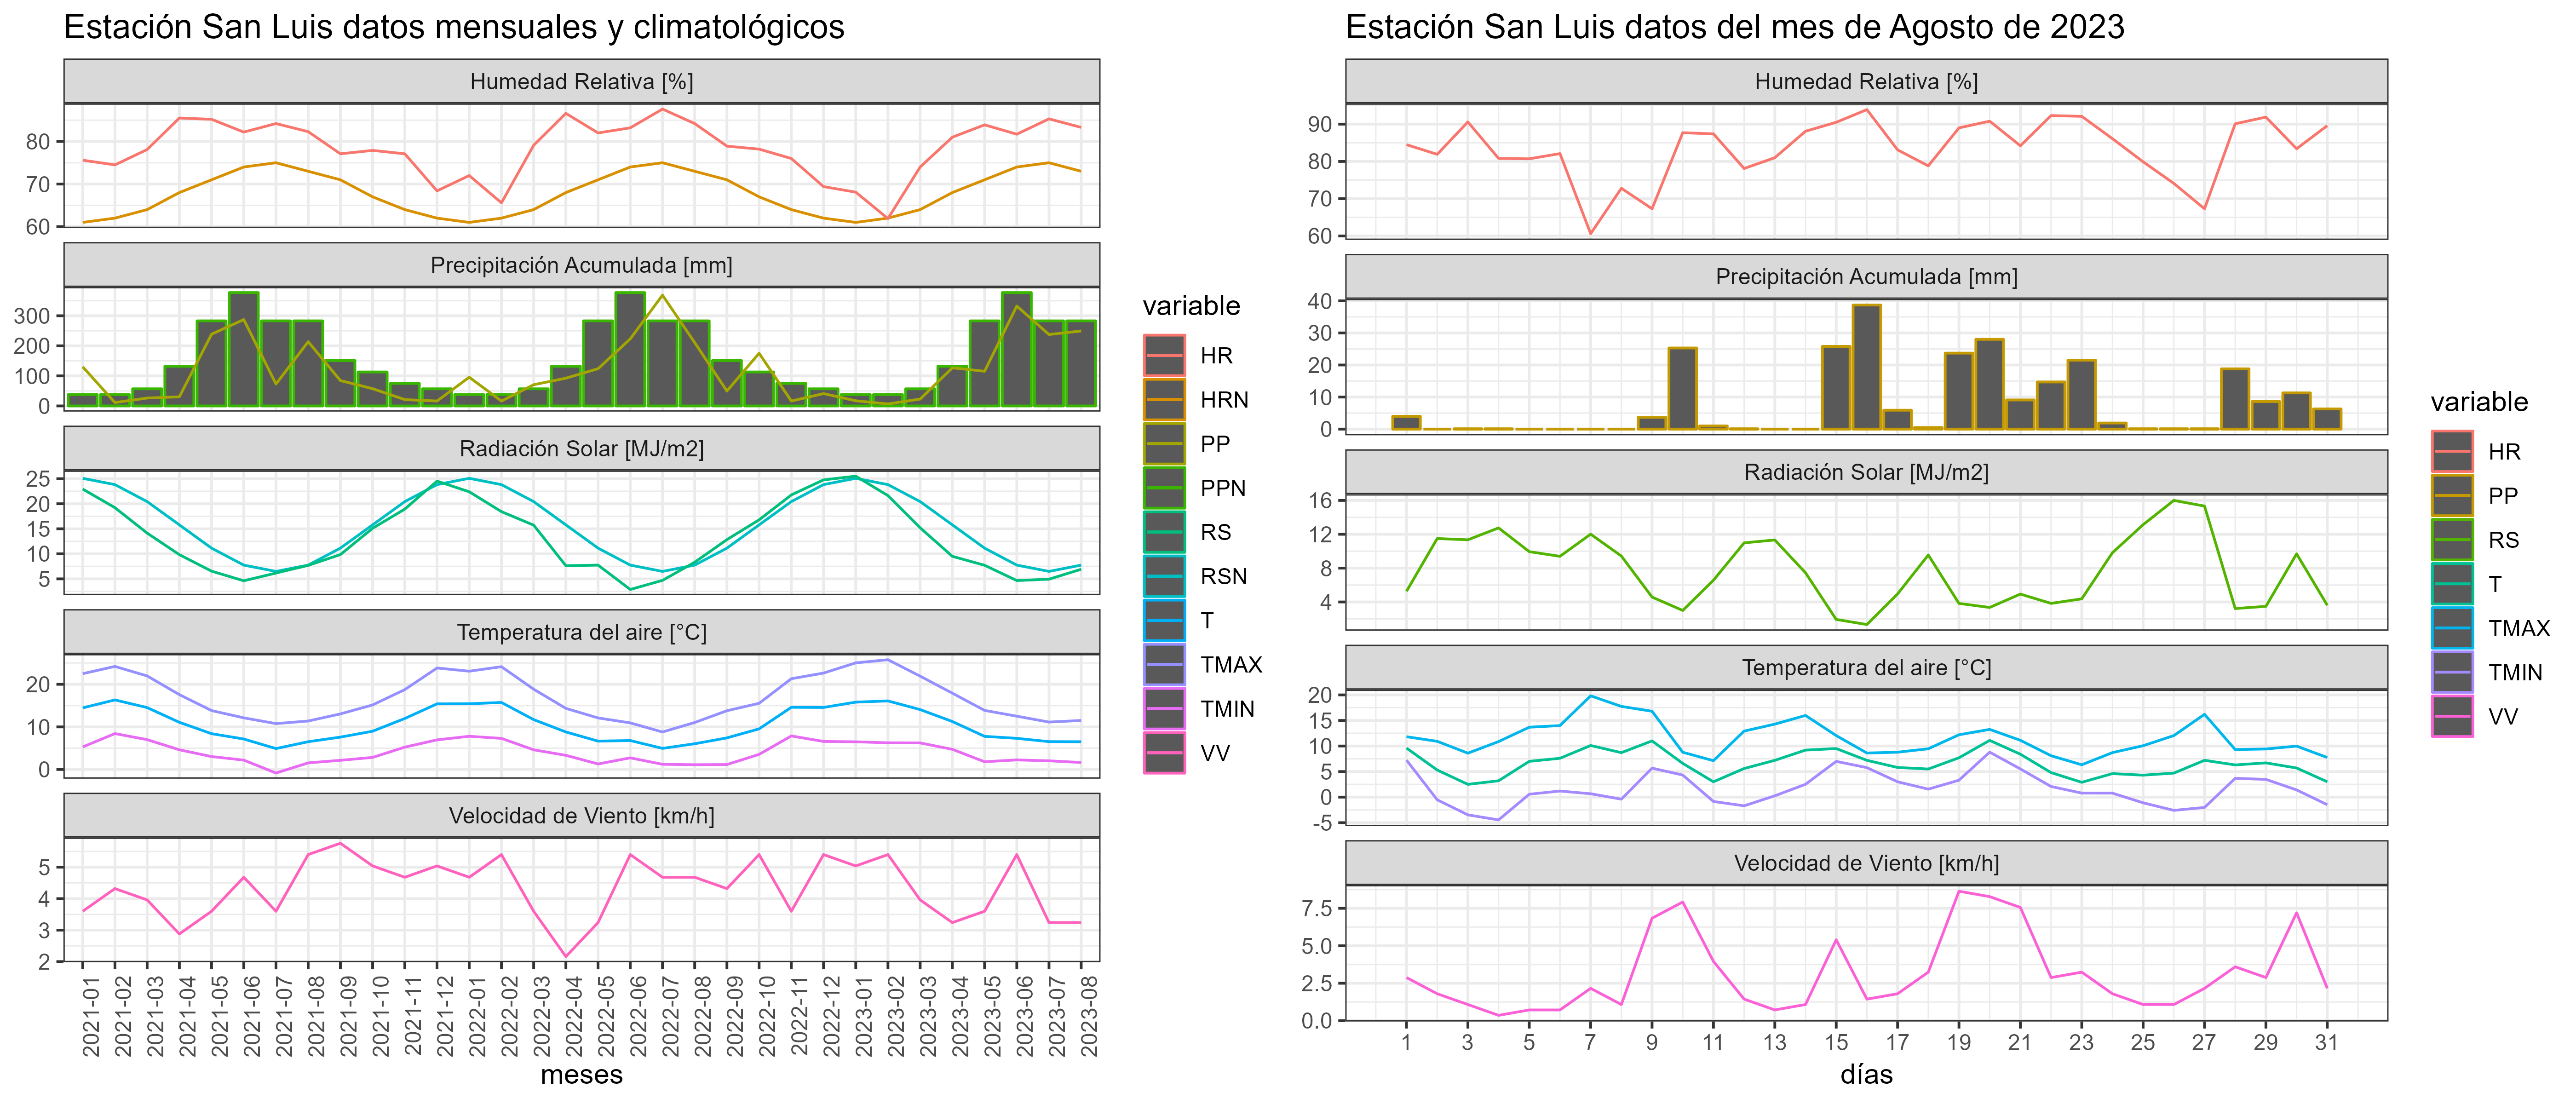 Estación San Luis datos mensuales y climatológicos
Humedad Relativa [%]
80
70
60
Precipitación Acumulada [mm]
300
200
100
0
Radiación Solar [MJ/m2]
25
20
15
10
5
Temperatura del aire [°C]
20
10
0
Velocidad de Viento [km/h]
5
4
3
2
2021-01
2021-02
2021-03
2021-04
2021-05
2021-06
2021-07
2021-08
2021-09
2021-10
2021-11
2021-12
2022-01
2022-02
2022-03
2022-04
2022-05
2022-06
2022-07
2022-08
2022-09
2022-10
2022-11
2022-12
2023-01
2023-02
2023-03
2023-04
2023-05
2023-06
2023-07
2023-08
meses
variable
HR
HRN
PP
PPN
RS
RSN
T
TMAX
TMIN
VV
Estación San Luis datos del mes de Agosto de 2023
Humedad Relativa [%]
90
80
70
60
Precipitación Acumulada [mm]
40
30
20
10
0
Radiación Solar [MJ/m2]
16
12
8
4
Temperatura del aire [°C]
20
15
10
5
0
-5
Velocidad de Viento [km/h]
7.5
5.0
2.5
0.0
1 3 5 7 9 11 13 15 17 19 21 23 25 27 29 31
días
variable
HR
PP
RS
T
TMAX
TMIN
VV